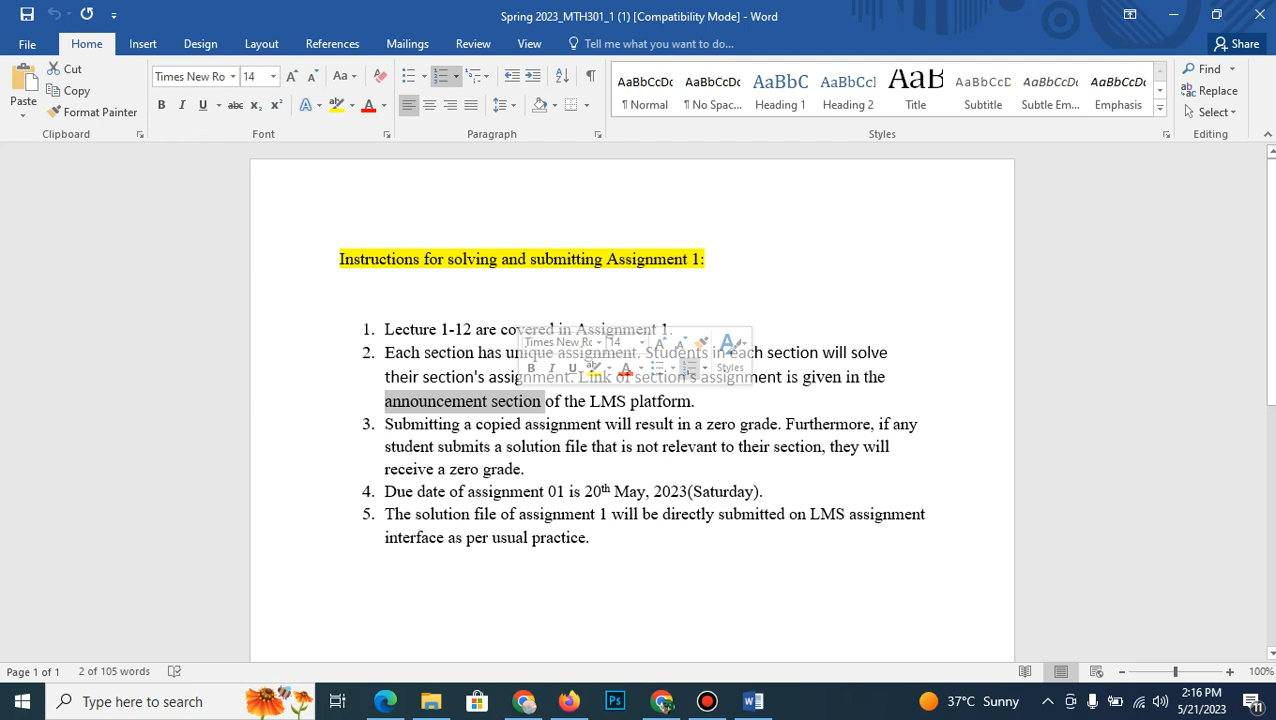 Spring 2023_MTH301_1 (1) [Compatibility Mode] - Word
File Home Insert Design Layout References Mailings Review View Tell me what you want to do... Share
Paste Cut Copy Format Painter
Clipboard
Times New Ro 14
Font
Paragraph
AaBbCcDc AaBbCcDc AaBbC AaBbCcI AaB AaBbCcD AaBbCcDc AaBbCcDc
¶ Normal ¶ No Spac... Heading 1 Heading 2 Title Subtitle Subtle Em... Emphasis
Styles
Find Replace Select
Editing
Instructions for solving and submitting Assignment 1:
1. Lecture 1-12 are covered in Assignment 1.
Times New Ro 14
Styles
2. Each section has unique assignment. Students in each section will solve
their section's assignment. Link of section's assignment is given in the
announcement section of the LMS platform.
3. Submitting a copied assignment will result in a zero grade. Furthermore, if any
student submits a solution file that is not relevant to their section, they will
receive a zero grade.
4. Due date of assignment 01 is 20th May, 2023(Saturday).
5. The solution file of assignment 1 will be directly submitted on LMS assignment
interface as per usual practice.
Page 1 of 1 2 of 105 words 100%
Type here to search
37°C Sunny
2:16 PM
5/21/2023
11